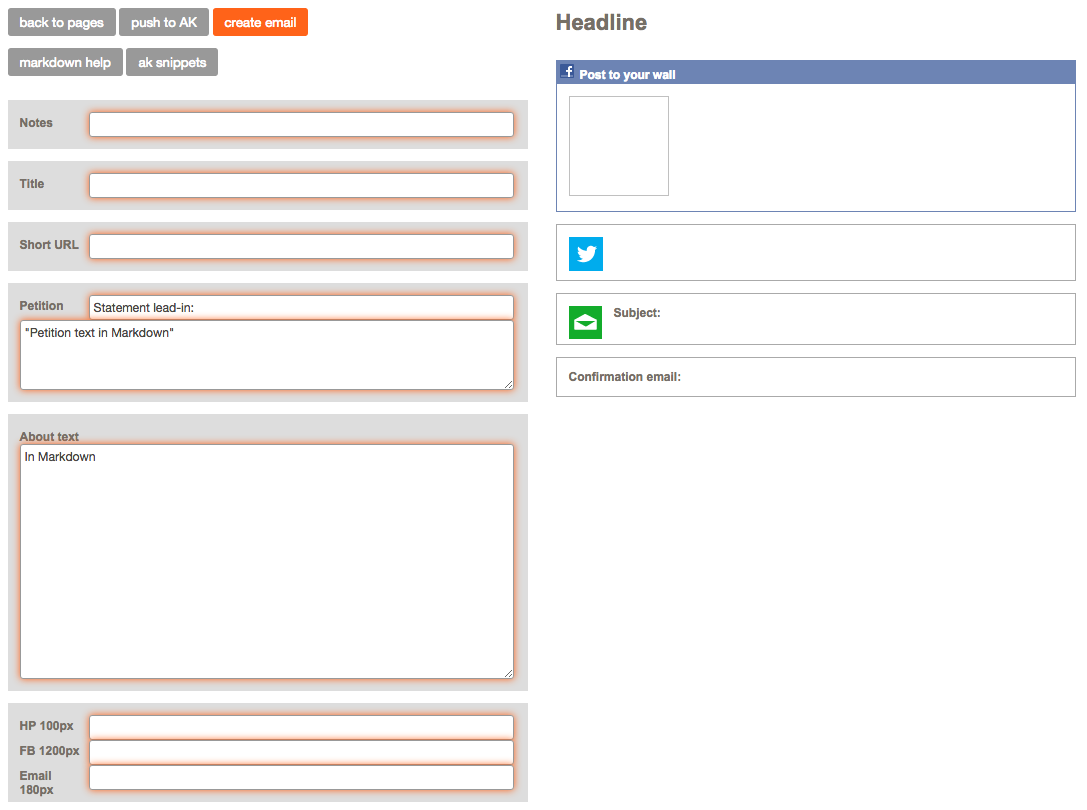 back to pages push to AK create email
markdown help ak snippets
Notes
Title
Short URL
Petition Statement lead-in:
"Petition text in Markdown"
About text
In Markdown
HP 100px
FB 1200px
Email
180px
Headline
f Post to your wall
Subject:
Confirmation email: